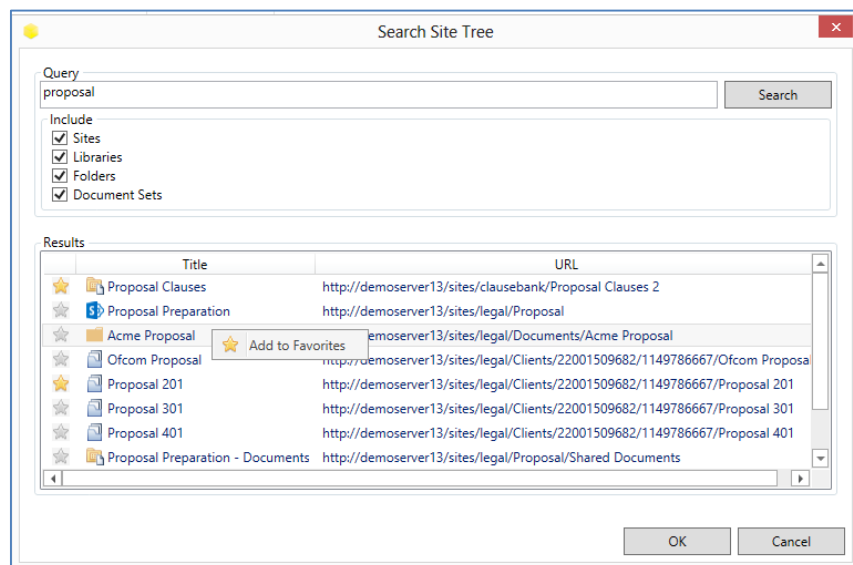 Search Site Tree
Query
proposal
Search
Include
Sites
Libraries
Folders
Document Sets
Results
Title URL
Proposal Clauses http://demoserver13/sites/clausebank/Proposal Clauses 2
Proposal Preparation http://demoserver13/sites/legal/Proposal
Acme Proposal http://demoserver13/sites/legal/Documents/Acme Proposal
Add to Favorites
Ofcom Proposal http://demoserver13/sites/legal/Clients/22001509682/1149786667/Ofcom Proposal
Proposal 201 http://demoserver13/sites/legal/Clients/22001509682/1149786667/Proposal 201
Proposal 301 http://demoserver13/sites/legal/Clients/22001509682/1149786667/Proposal 301
Proposal 401 http://demoserver13/sites/legal/Clients/22001509682/1149786667/Proposal 401
Proposal Preparation - Documents http://demoserver13/sites/legal/Proposal/Shared Documents
OK Cancel